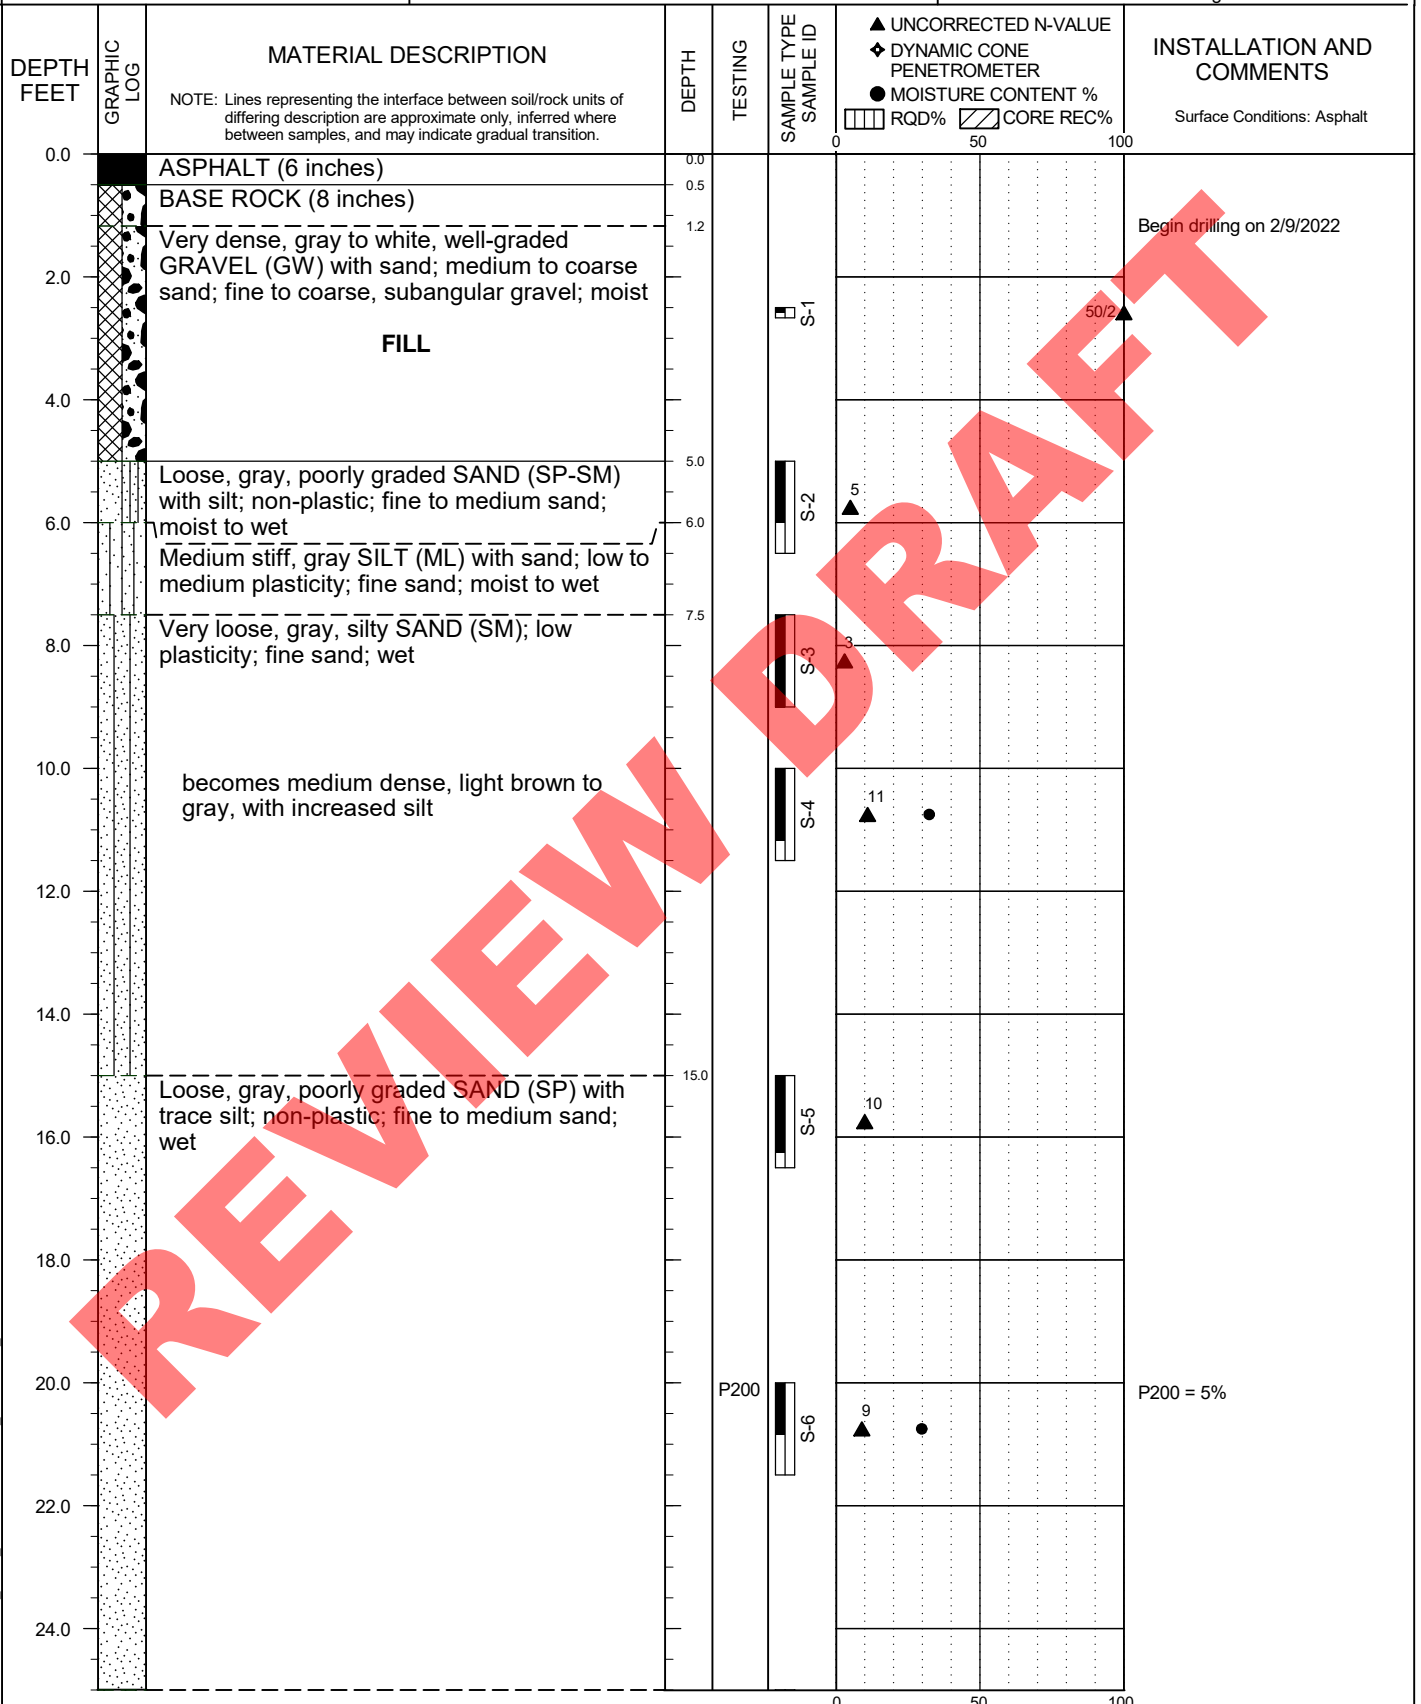 DEPTH
FEET
GRAPHIC
LOG
MATERIAL DESCRIPTION
NOTE: Lines representing the interface between soil/rock units of
differing description are approximate only, inferred where
between samples, and may indicate gradual transition.
DEPTH
TESTING
SAMPLE TYPE
SAMPLE ID
▲ UNCORRECTED N-VALUE
DYNAMIC CONE
PENETROMETER
● MOISTURE CONTENT %
RQD% CORE REC%
0 50 100
INSTALLATION AND
COMMENTS
Surface Conditions: Asphalt
0.0
ASPHALT (6 inches)
0.0
0.5
BASE ROCK (8 inches)
1.2
Begin drilling on 2/9/2022
Very dense, gray to white, well-graded
GRAVEL (GW) with sand; medium to coarse
sand; fine to coarse, subangular gravel; moist
2.0
S-1
50/2
FILL
4.0
5.0
Loose, gray, poorly graded SAND (SP-SM)
with silt; non-plastic; fine to medium sand;
moist to wet
S-2
5
6.0
6.0
Medium stiff, gray SILT (ML) with sand; low to
medium plasticity; fine sand; moist to wet
7.5
Very loose, gray, silty SAND (SM); low
plasticity; fine sand; wet
8.0
S-3
3
10.0
becomes medium dense, light brown to
gray, with increased silt
S-4
11
12.0
14.0
15.0
Loose, gray, poorly graded SAND (SP) with
trace silt; non-plastic; fine to medium sand;
wet
S-5
10
16.0
18.0
20.0
P200
S-6
9
P200 = 5%
22.0
24.0
0 50 100
REVIEW DRAFT